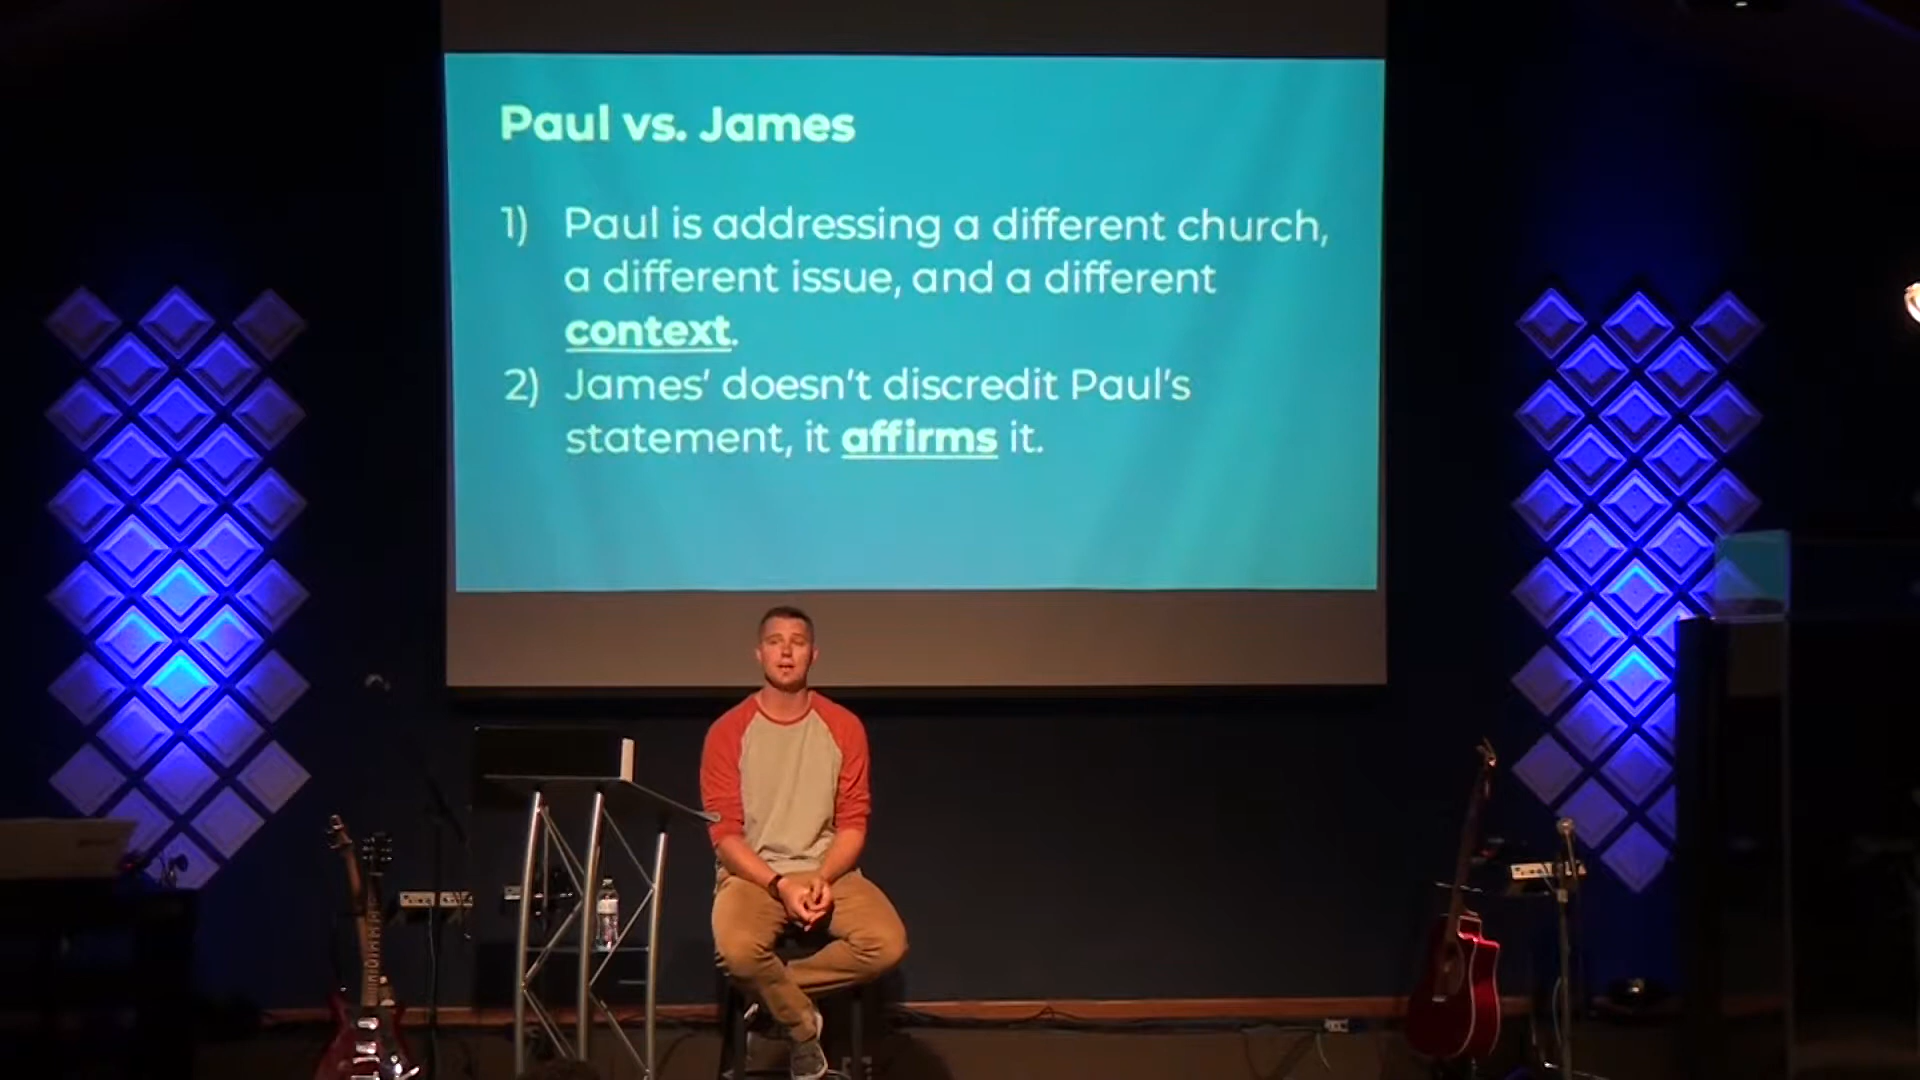 Paul vs. James
1) Paul is addressing a different church,
a different issue, and a different
context.
2) James' doesn't discredit Paul's
statement, it affirms it.